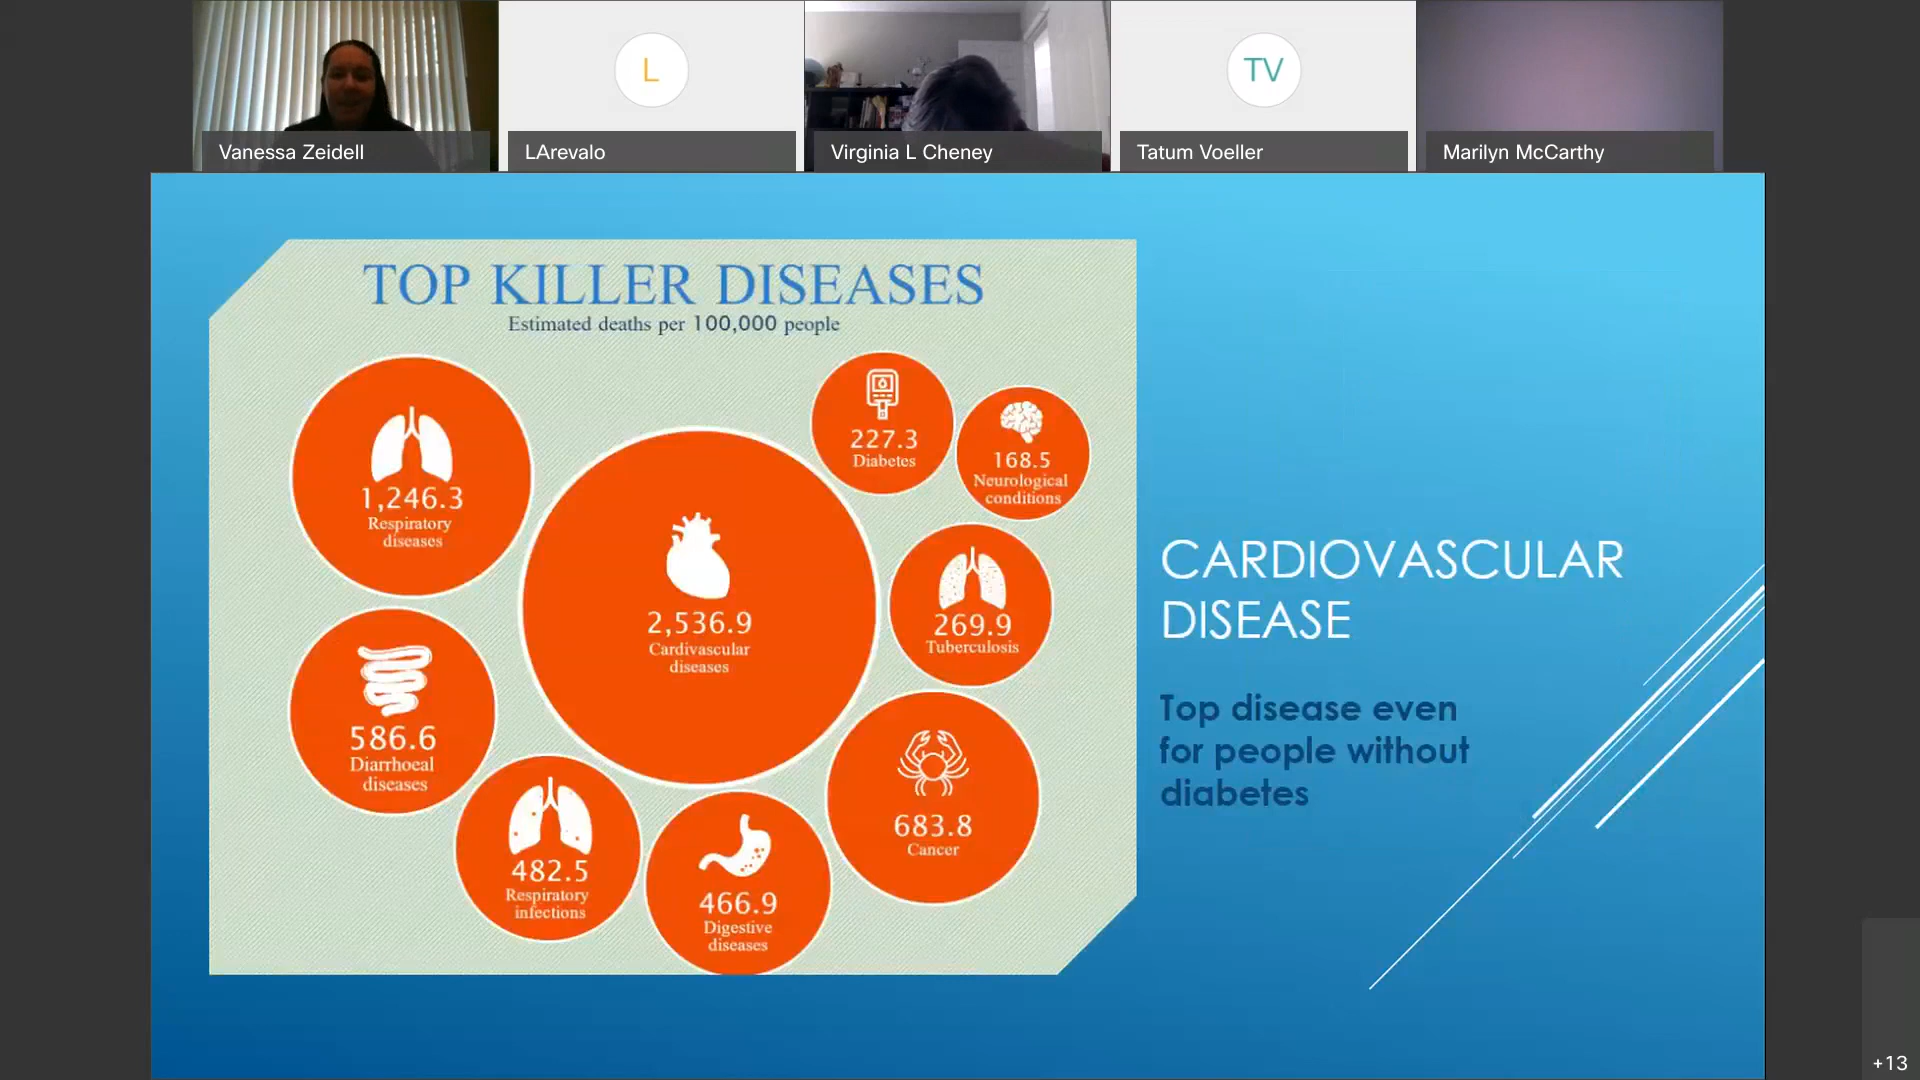 Vanessa Zeidell
L
LArevalo
Virginia L Cheney
TV
Tatum Voeller
Marilyn McCarthy
TOP KILLER DISEASES
Estimated deaths per 100,000 people
1,246.3
Respiratory
diseases
227.3
Diabetes
168.5
Neurological
conditions
2,536.9
Cardivascular
diseases
269.9
Tuberculosis
586.6
Diarrhoeal
diseases
482.5
Respiratory
infections
466.9
Digestive
diseases
683.8
Cancer
CARDIOVASCULAR
DISEASE
Top disease even
for people without
diabetes
+13